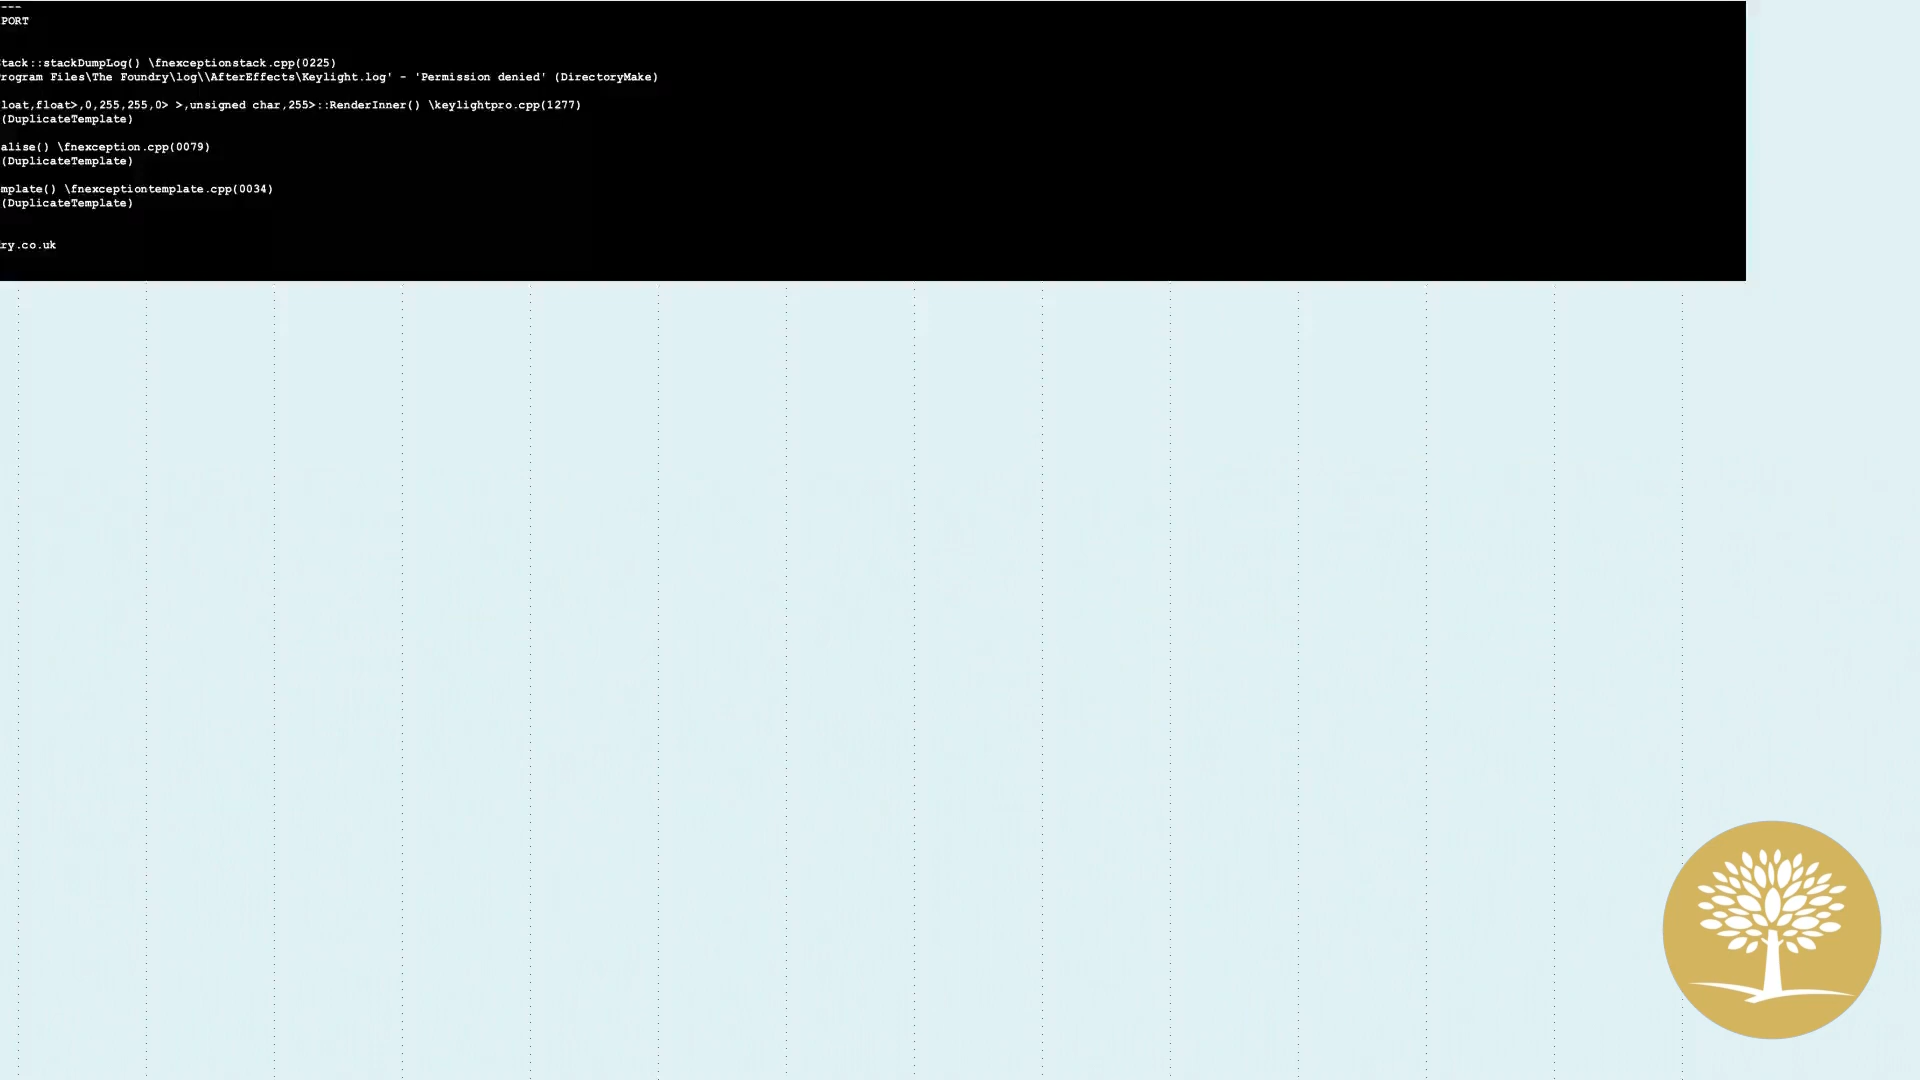 PORT
tack::stackDumpLog() \fnexceptionstack.cpp(0225)
rogram Files\The Foundry\log\\AfterEffects\Keylight.log' - 'Permission denied' (DirectoryMake)
loat,float>,0,255,255,0> >,unsigned char,255>::RenderInner() \keylightpro.cpp(1277)
(DuplicateTemplate)
alise() \fnexception.cpp(0079)
(DuplicateTemplate)
mplate() \fnexceptiontemplate.cpp(0034)
(DuplicateTemplate)
ry.co.uk